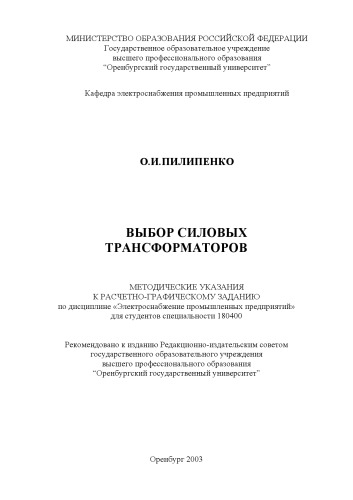 МИНИСТЕРСТВО ОБРАЗОВАНИЯ РОССИЙСКОЙ ФЕДЕРАЦИИ
Государственное образовательное учреждение
высшего профессионального образования
“Оренбургский государственный университет”
Кафедра электроснабжения промышленных предприятий
О.И.ПИЛИПЕНКО
ВЫБОР СИЛОВЫХ
ТРАНСФОРМАТОРОВ
МЕТОДИЧЕСКИЕ УКАЗАНИЯ
К РАСЧЕТНО-ГРАФИЧЕСКОМУ ЗАДАНИЮ
по дисциплине «Электроснабжение промышленных предприятий»
для студентов специальности 180400
Рекомендовано к изданию Редакционно-издательским советом
государственного образовательного учреждения
высшего профессионального образования
“Оренбургский государственный университет”
Оренбург 2003